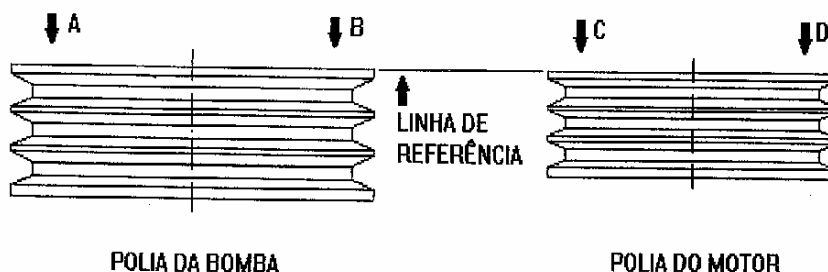 A
B
C
D
LINHA DE
REFERÊNCIA
POLIA DA BOMBA
POLIA DO MOTOR